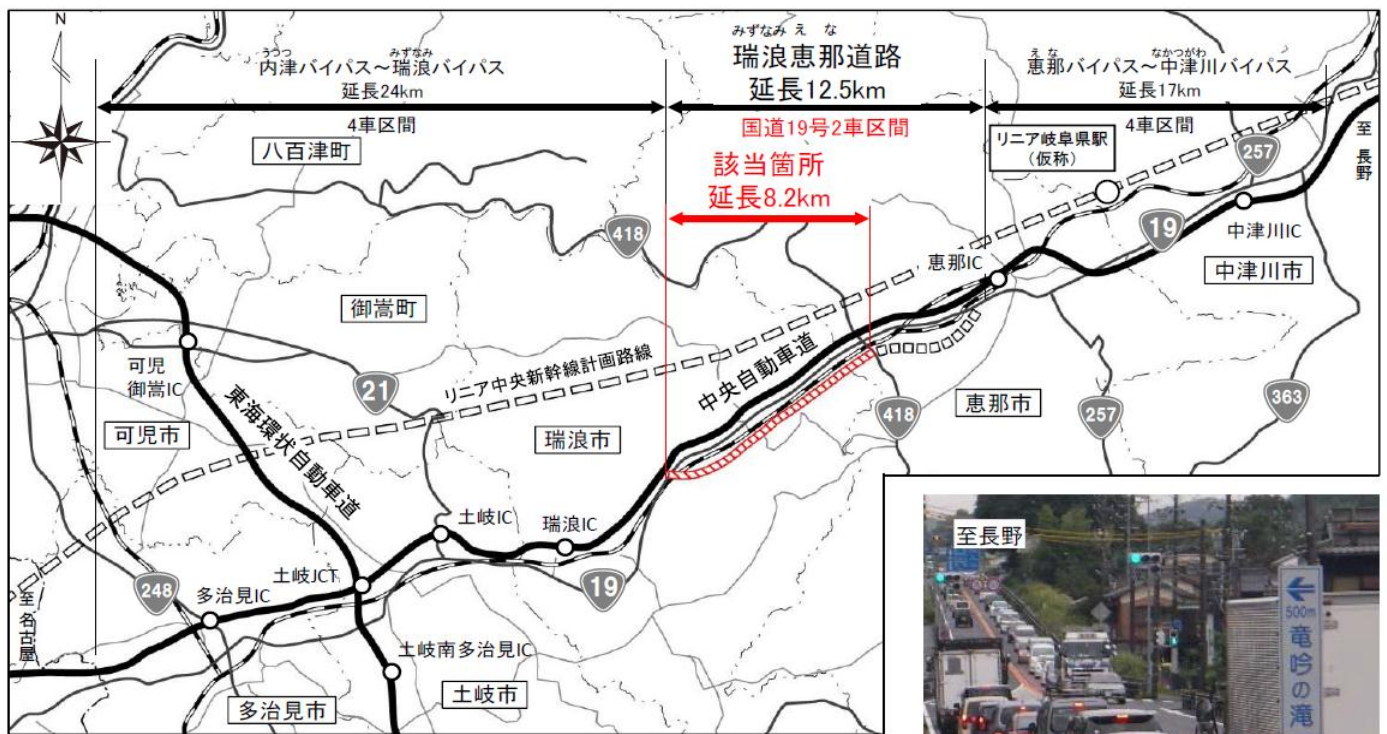 N
うつつ みずなみ
内津バイパス～瑞浪バイパス
延長24km
4車区間
みずなみ え な
瑞浪恵那道路
延長12.5km
国道19号2車区間
該当箇所
延長8.2km
え な なかつがわ
恵那バイパス～中津川バイパス
延長17km
4車区間
リニア岐阜県駅
(仮称)
至 長野
八百津町
257
418
19
中津川IC
恵那IC
中津川市
御嵩町
可児
御嵩IC
21
リニア中央新幹線計画路線
中央自動車道
418
恵那市
257
363
可児市
東海環状自動車道
瑞浪市
土岐IC
瑞浪IC
土岐JCT
19
248
多治見IC
至 名古屋
土岐南多治見IC
土岐市
多治見市
至長野
500m
竜吟の滝